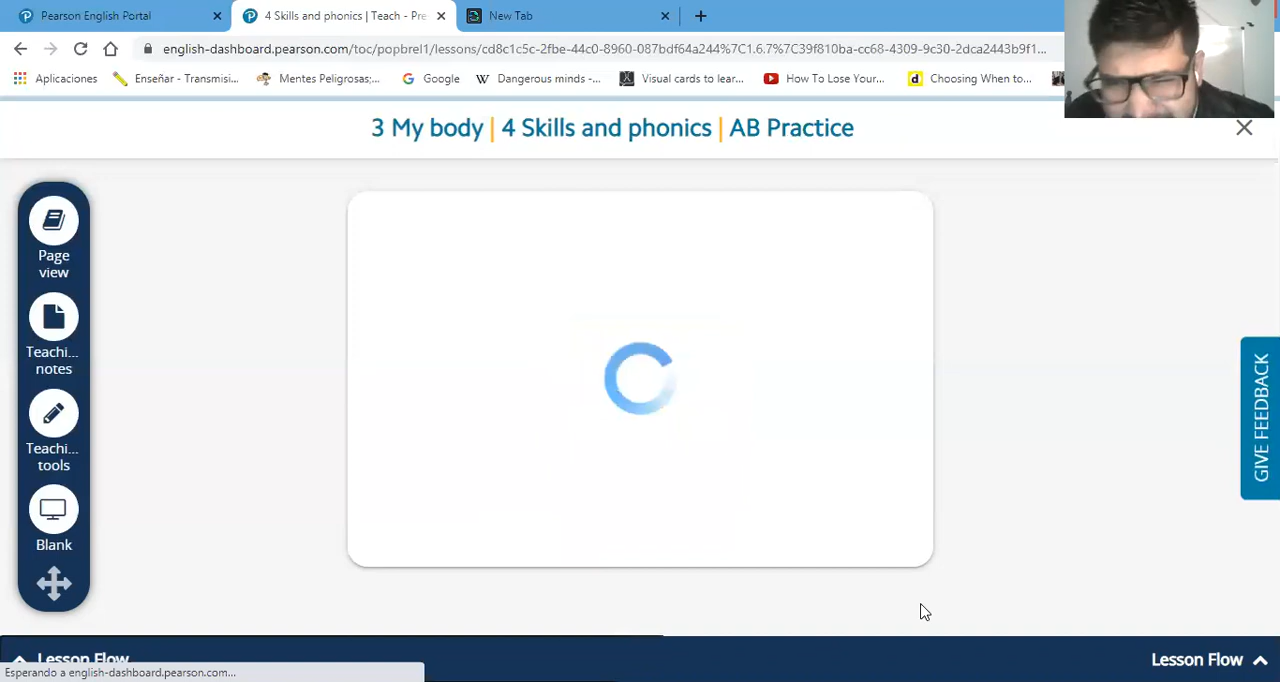 Pearson English Portal
4 Skills and phonics | Teach - Pre
New Tab
english-dashboard.pearson.com/toc/popbrel1/lessons/cd8c1c5c-2fbe-44c0-8960-087bdf64a244%7C1.6.7%7C39f810ba-cc68-4309-9c30-2dca2443b9f1...
Aplicaciones
Enseñar - Transmisi...
Mentes Peligrosas;...
Google
Dangerous minds -...
Visual cards to lear...
How To Lose Your...
Choosing When to...
3 My body | 4 Skills and phonics | AB Practice
Page
view
Teachi...
notes
Teachi...
tools
Blank
GIVE FEEDBACK
Lesson Flow
Lesson Flow
Esperando a english-dashboard.pearson.com...